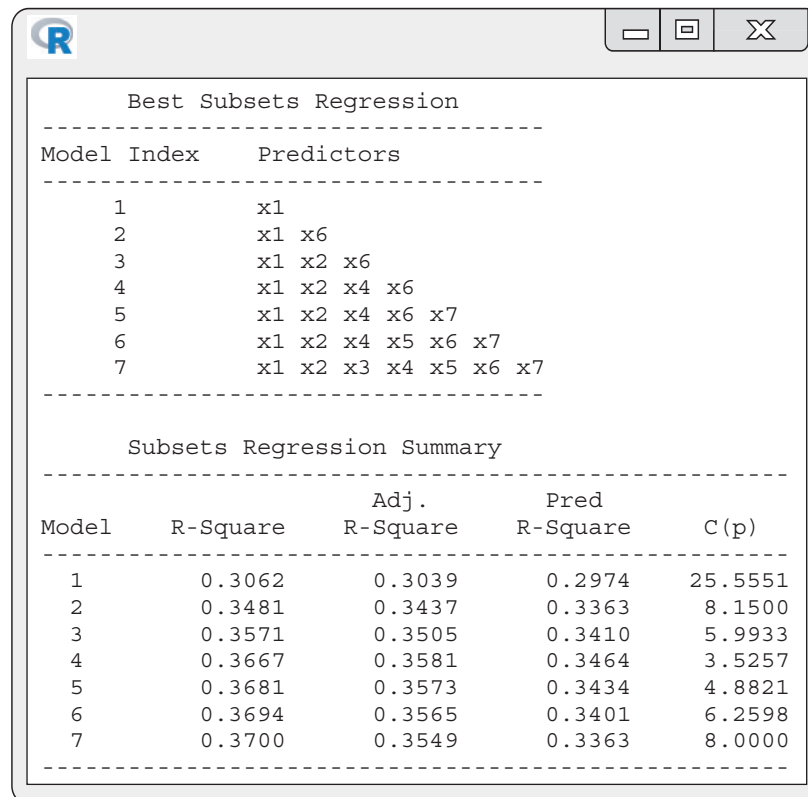 R
Best Subsets Regression
-----------------------------------
Model Index    Predictors
-----------------------------------
     1         x1
     2         x1 x6
     3         x1 x2 x6
     4         x1 x2 x4 x6
     5         x1 x2 x4 x6 x7
     6         x1 x2 x4 x5 x6 x7
     7         x1 x2 x3 x4 x5 x6 x7
-----------------------------------
Subsets Regression Summary
----------------------------------------------------
                       Adj.        Pred
Model    R-Square    R-Square    R-Square     C(p)
----------------------------------------------------
  1        0.3062      0.3039      0.2974    25.5551
  2        0.3481      0.3437      0.3363     8.1500
  3        0.3571      0.3505      0.3410     5.9933
  4        0.3667      0.3581      0.3464     3.5257
  5        0.3681      0.3573      0.3434     4.8821
  6        0.3694      0.3565      0.3401     6.2598
  7        0.3700      0.3549      0.3363     8.0000
----------------------------------------------------